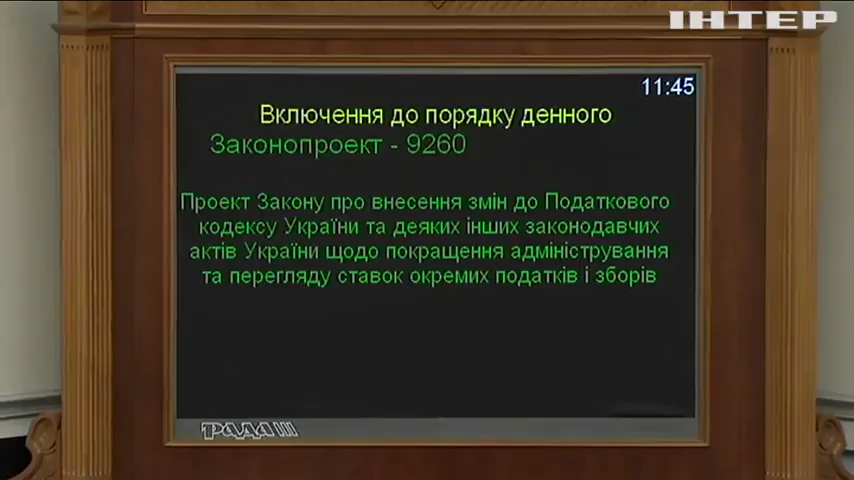 ІНТЕР
11:45
Включення до порядку денного
Законопроект - 9260
Проект Закону про внесення змін до Податкового
кодексу України та деяких інших законодавчих
актів України щодо покращення адміністрування
та перегляду ставок окремих податків і зборів
РАДА III